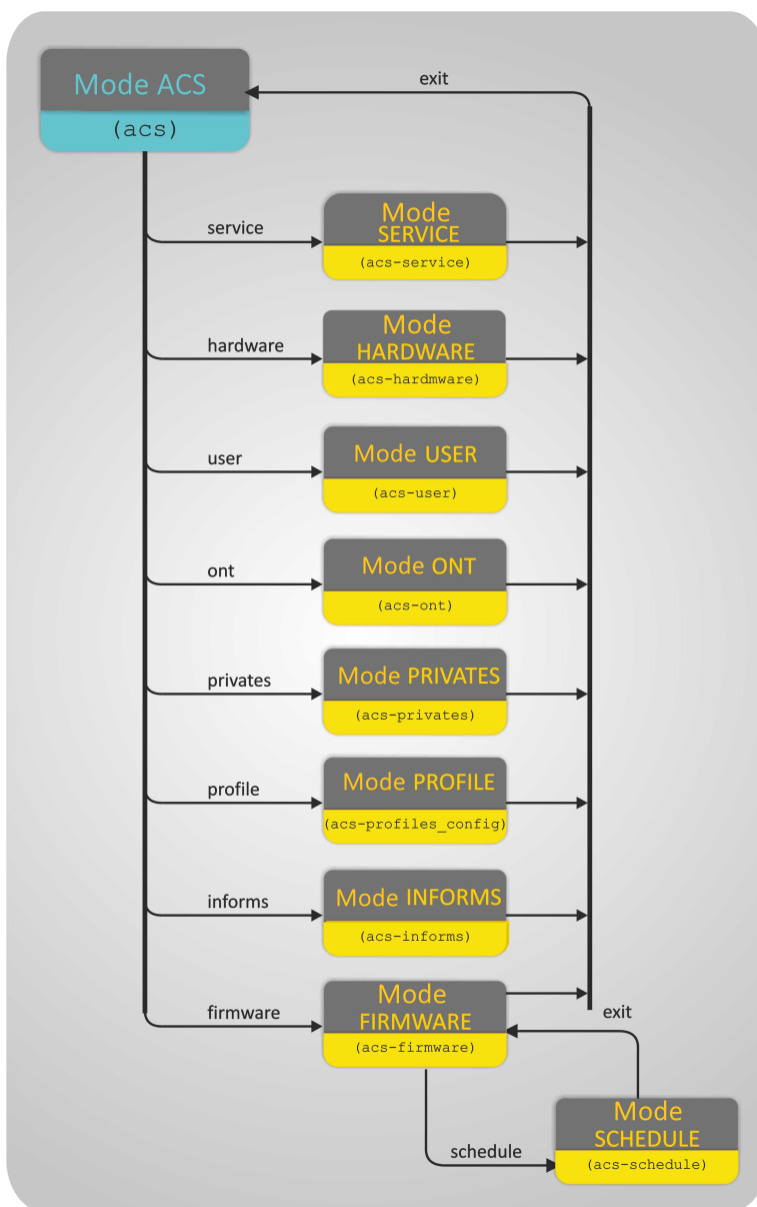 Mode ACS
(acs)
exit
service
Mode
SERVICE
(acs-service)
hardware
Mode
HARDWARE
(acs-hardmware)
user
Mode USER
(acs-user)
ont
Mode ONT
(acs-ont)
privates
Mode PRIVATES
(acs-privates)
profile
Mode PROFILE
(acs-profiles_config)
informs
Mode INFORMS
(acs-informs)
firmware
Mode
FIRMWARE
(acs-firmware)
exit
schedule
Mode
SCHEDULE
(acs-schedule)